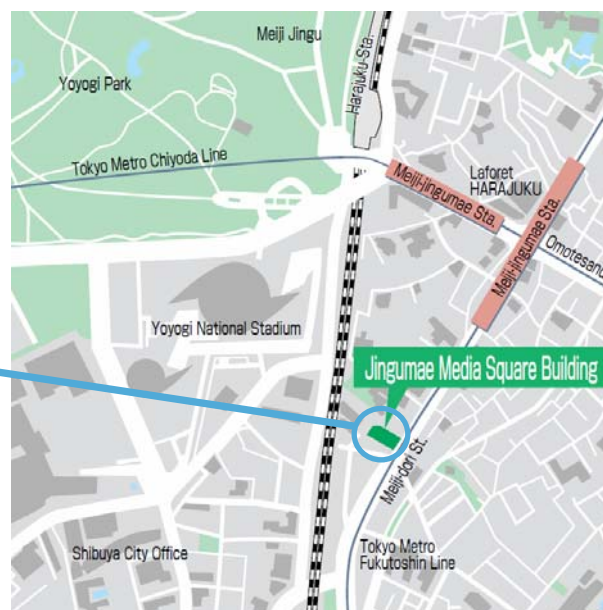 Meiji Jingu
Harajuku Sta.
Yoyogi Park
Tokyo Metro Chiyoda Line
Laforet
HARAJUKU
Meiji-jingumae Sta.
Meiji-jingumae Sta.
Omotesand
Yoyogi National Stadium
Jingumae Media Square Building
Meiji-dori St.
Shibuya City Office
Tokyo Metro
Fukutoshin Line